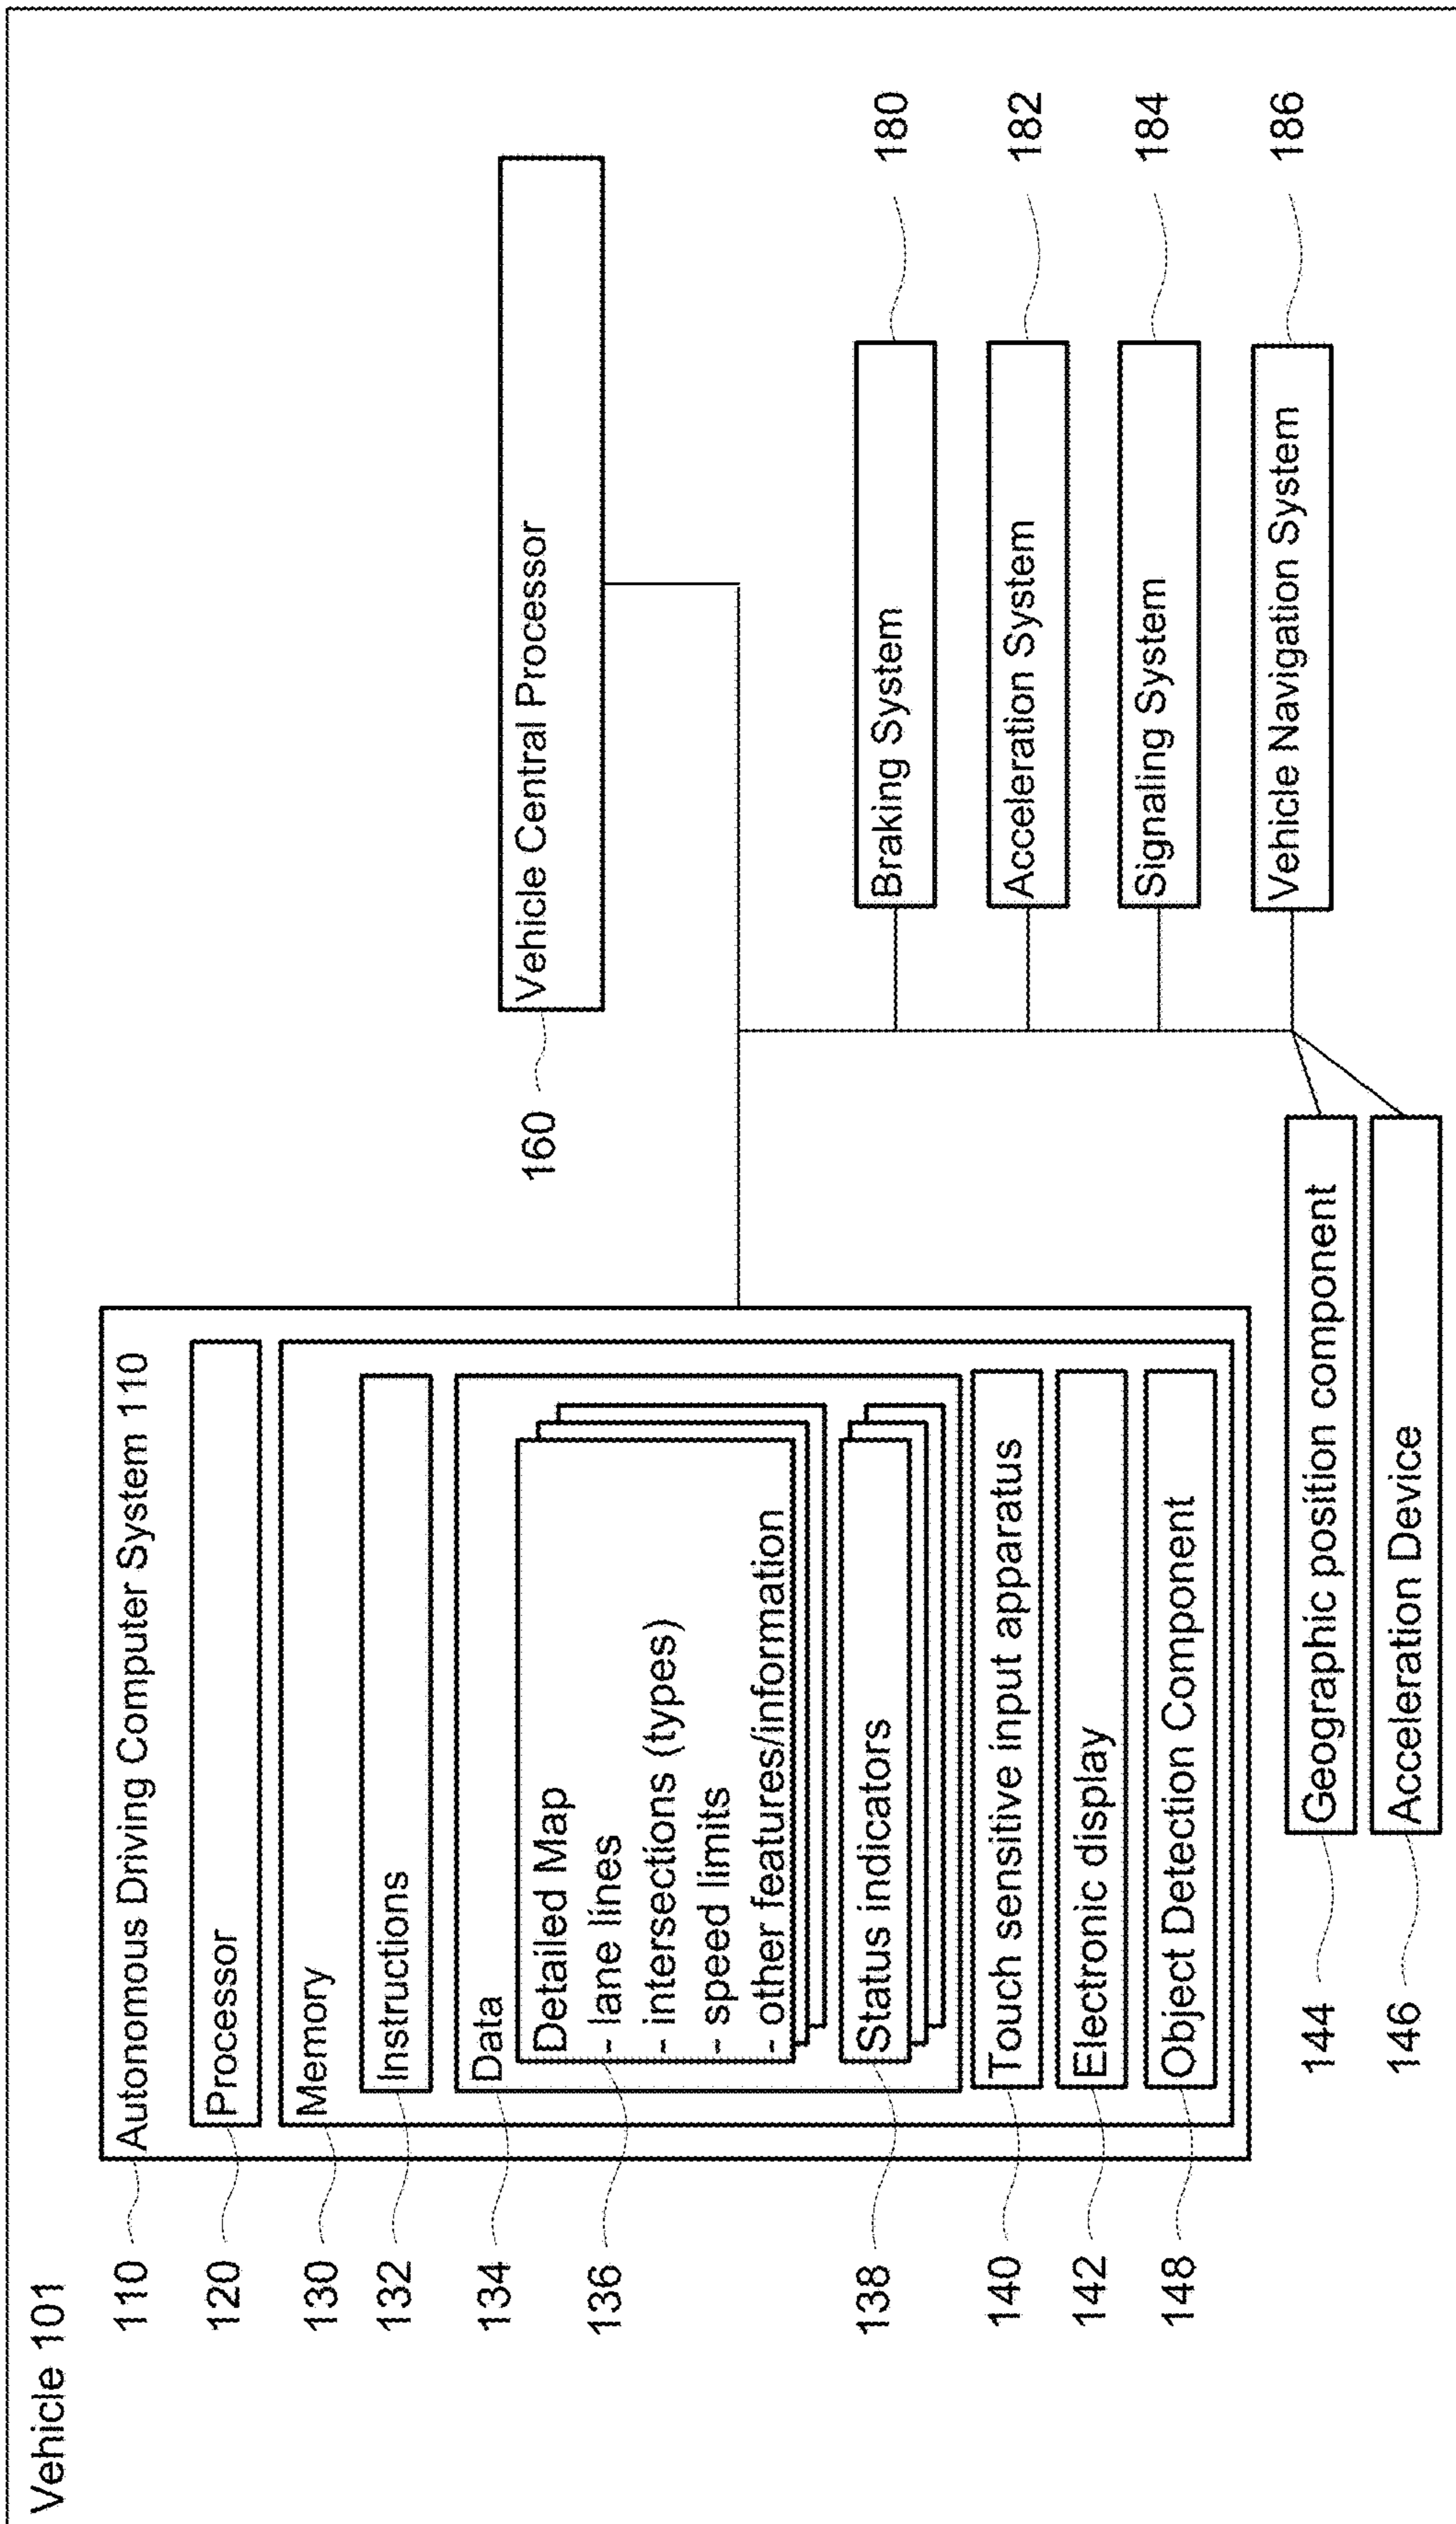 Vehicle 101
110
Autonomous Driving Computer System 110
120
Processor
130
Memory
132
Instructions
134
Data
136
Detailed Map
- lane lines
- intersections (types)
- speed limits
- other features/information
138
Status indicators
140
Touch sensitive input apparatus
142
Electronic display
148
Object Detection Component
144
Geographic position component
146
Acceleration Device
160
Vehicle Central Processor
Braking System
180
Acceleration System
182
Signaling System
184
Vehicle Navigation System
186